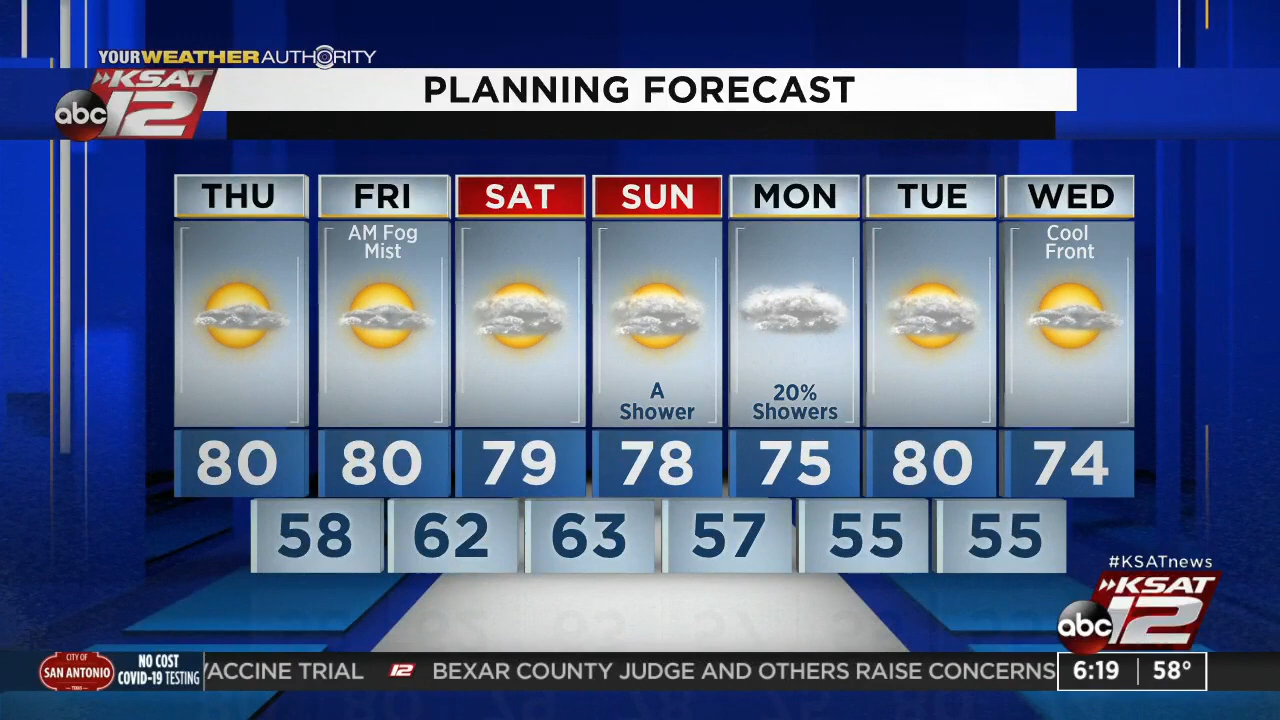 YOURWEATHERAUTHORITY
KSAT
abc 12
PLANNING FORECAST
THU FRI SAT SUN MON TUE WED
AM Fog
Mist
Cool
Front
A
Shower
20%
Showers
80 80 79 78 75 80 74
58 62 63 57 55 55
#KSATnews
KSAT
abc 12
CITY OF
SAN ANTONIO
TEXAS
NO COST
COVID-19 TESTING
VACCINE TRIAL 12 BEXAR COUNTY JUDGE AND OTHERS RAISE CONCERNS
6:19 58°